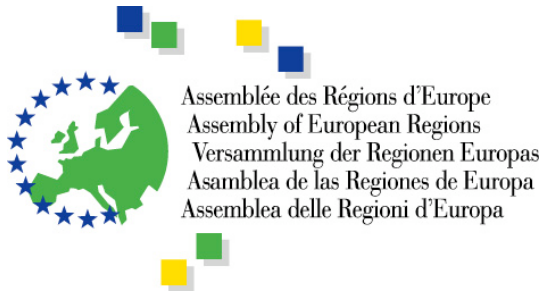 Assemblée des Régions d'Europe
Assembly of European Regions
Versammlung der Regionen Europas
Asamblea de las Regiones de Europa
Assemblea delle Regioni d'Europa